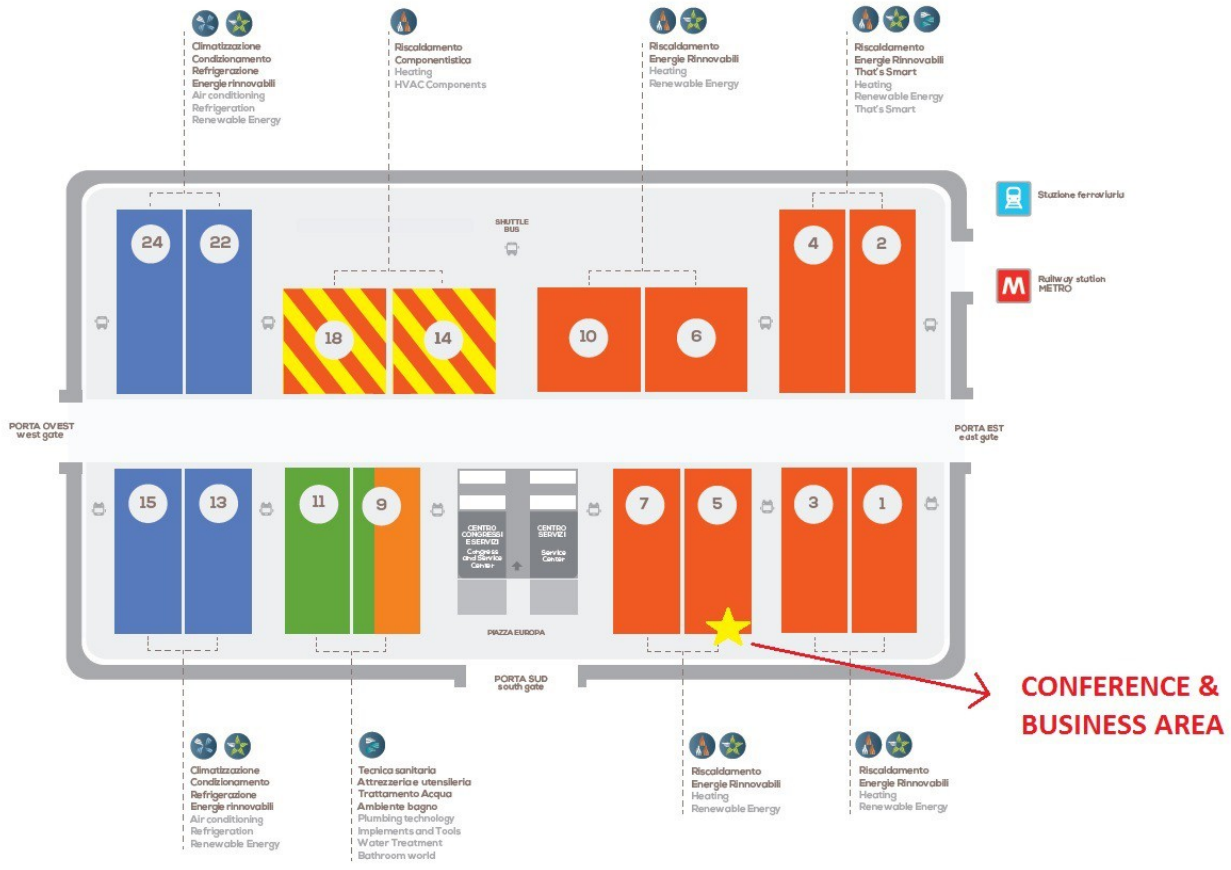 Climatizzazione
Condizionamento
Refrigerazione
Energie rinnovabili
Air conditioning
Refrigeration
Renewable Energy
Riscaldamento
Componentistica
Heating
HVAC Components
Riscaldamento
Energie Rinnovabili
Heating
Renewable Energy
Riscaldamento
Energie Rinnovabili
That's Smart
Heating
Renewable Energy
That's Smart
Stazione ferroviaria
M
Railway station
METRO
SHUTTLE
BUS
24
22
18
14
10
6
4
2
PORTA OVEST
west gate
PORTA EST
east gate
15
13
11
9
7
5
3
1
CENTRO
CONGRESSI
E SERVIZI
Congress
and Service
Center
CENTRO
SERVIZI
Service
Center
PIAZZA EUROPA
PORTA SUD
south gate
CONFERENCE &
BUSINESS AREA
Climatizzazione
Condizionamento
Refrigerazione
Energie rinnovabili
Air conditioning
Refrigeration
Renewable Energy
Tecnica sanitaria
Attrezzeria e utensileria
Trattamento Acqua
Ambiente bagno
Plumbing technology
Implements and Tools
Water Treatment
Bathroom world
Riscaldamento
Energie Rinnovabili
Heating
Renewable Energy
Riscaldamento
Energie Rinnovabili
Heating
Renewable Energy